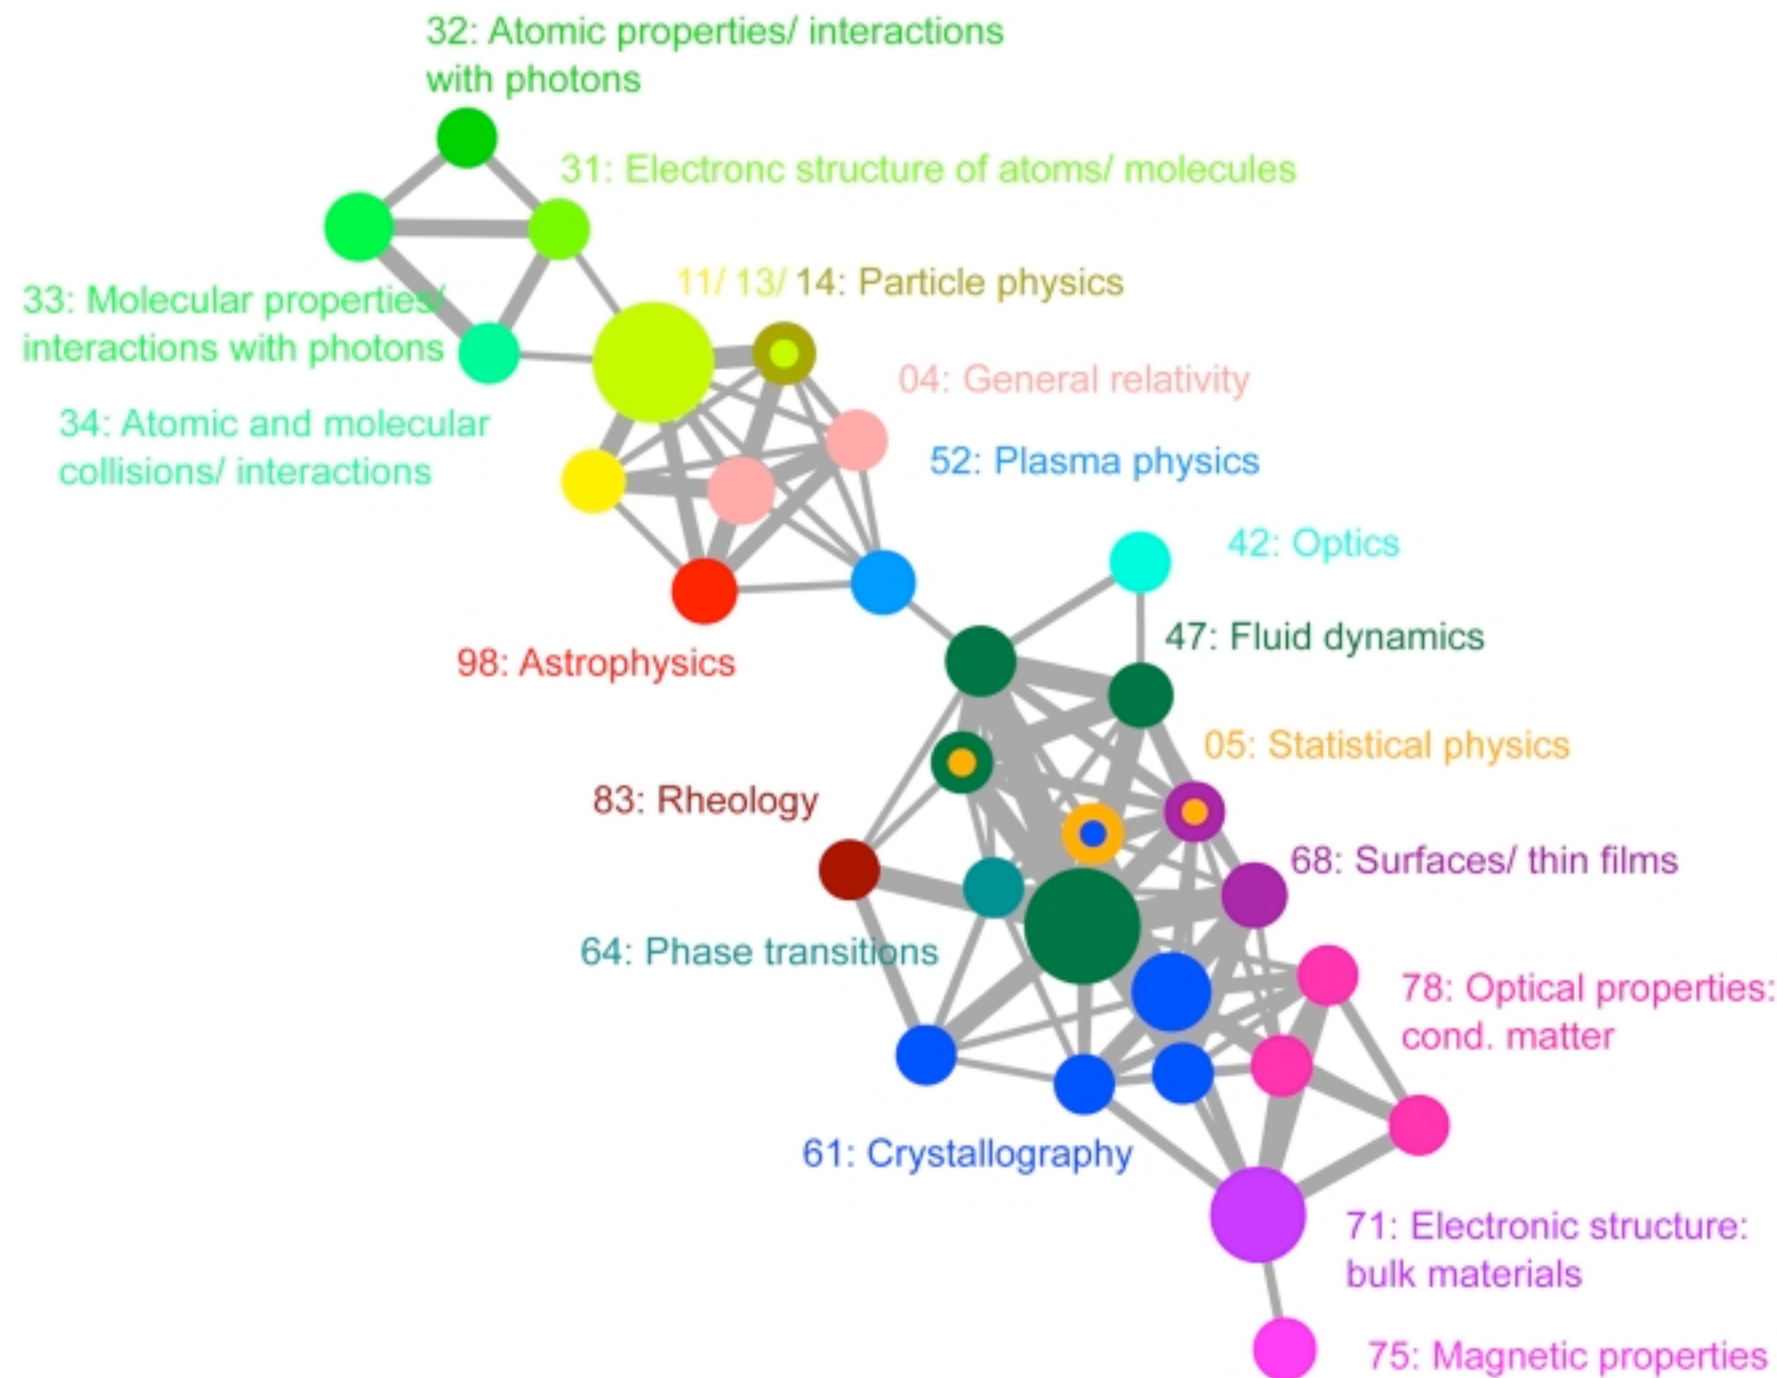 32: Atomic properties/ interactions
with photons
31: Electronc structure of atoms/ molecules
11/ 13/ 14: Particle physics
33: Molecular properties/
interactions with photons
04: General relativity
34: Atomic and molecular
collisions/ interactions
52: Plasma physics
42: Optics
47: Fluid dynamics
98: Astrophysics
05: Statistical physics
83: Rheology
68: Surfaces/ thin films
64: Phase transitions
78: Optical properties:
cond. matter
61: Crystallography
71: Electronic structure:
bulk materials
75: Magnetic properties